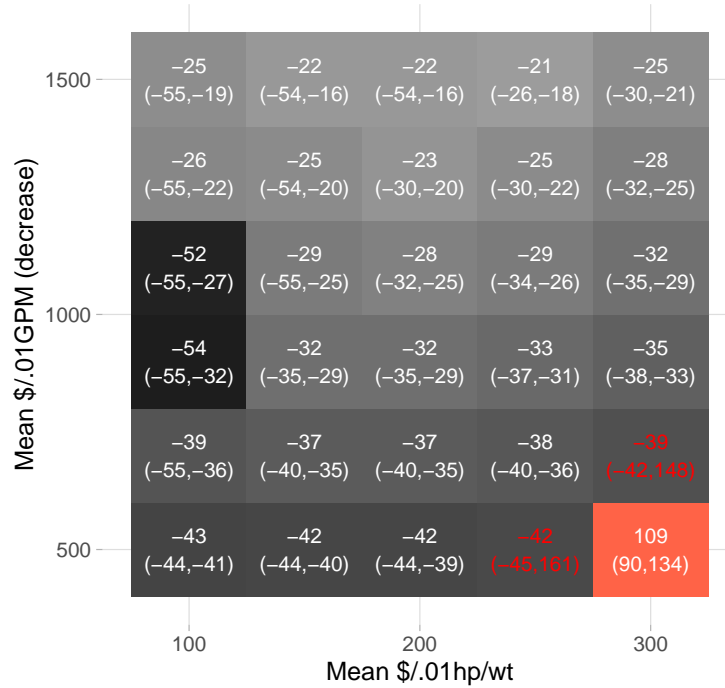 1500
−25 −22 −22 −21 −25
(−55,−19) (−54,−16) (−54,−16) (−26,−18) (−30,−21)
−26 −25 −23 −25 −28
(−55,−22) (−54,−20) (−30,−20) (−30,−22) (−32,−25)
−52 −29 −28 −29 −32
(−55,−27) (−55,−25) (−32,−25) (−34,−26) (−35,−29)
1000
−54 −32 −32 −33 −35
(−55,−32) (−35,−29) (−35,−29) (−37,−31) (−38,−33)
−39 −37 −37 −38 −39
(−55,−36) (−40,−35) (−40,−35) (−40,−36) (−42,148)
500
−43 −42 −42 −42 109
(−44,−41) (−44,−40) (−44,−39) (−45,161) (90,134)
100 200 300
Mean $/.01hp/wt
Mean $/.01GPM (decrease)